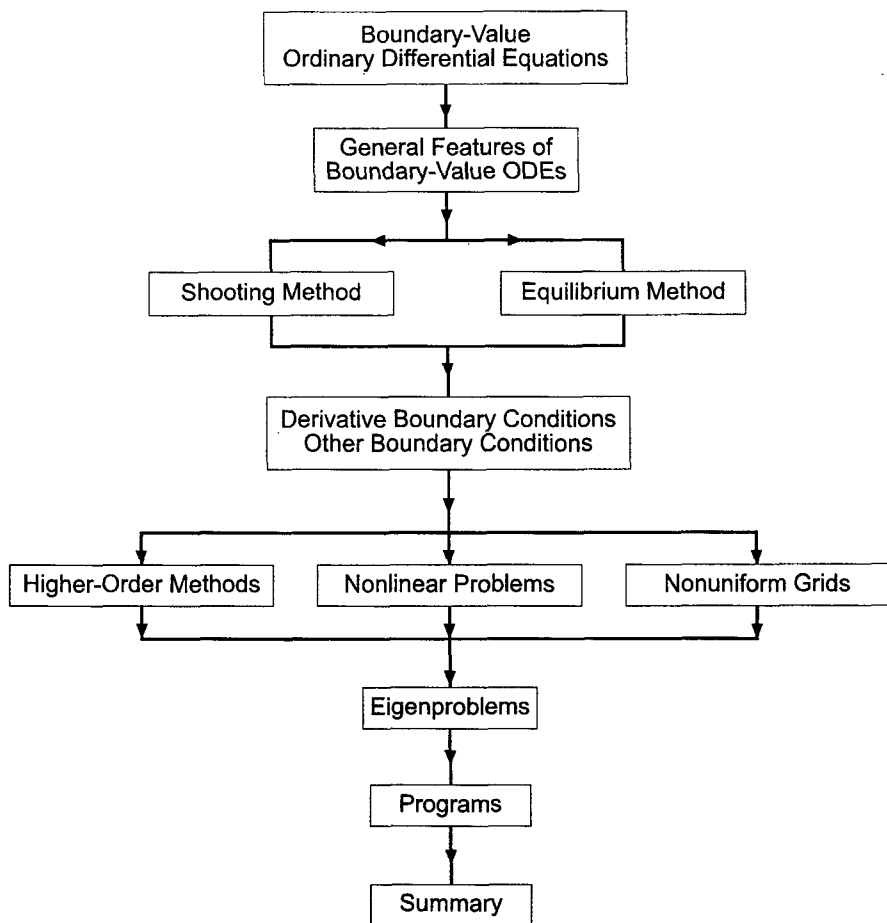 Boundary-Value
Ordinary Differential Equations
General Features of
Boundary-Value ODEs
Shooting Method
Equilibrium Method
Derivative Boundary Conditions
Other Boundary Conditions
Higher-Order Methods
Nonlinear Problems
Nonuniform Grids
Eigenproblems
Programs
Summary